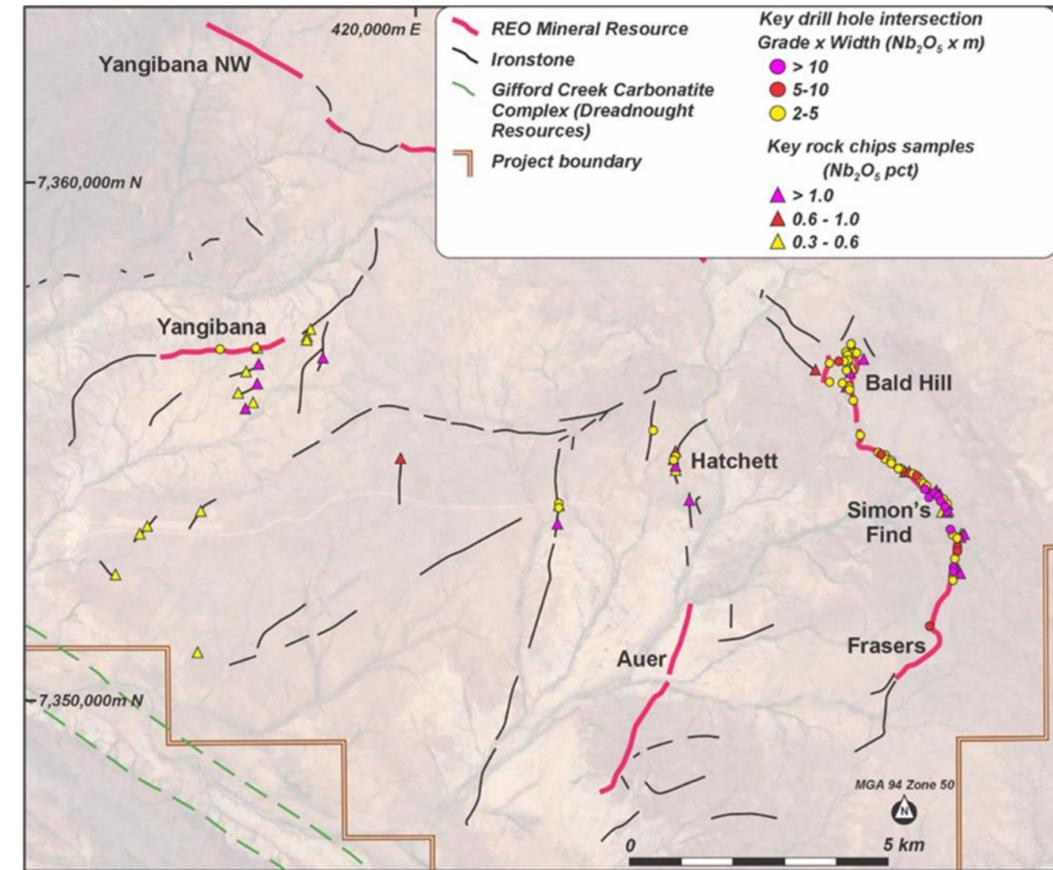 420,000m E
Yangibana NW
7,360,000m N
REO Mineral Resource
Ironstone
Gifford Creek Carbonatite
Complex (Dreadnought
Resources)
Project boundary
Key drill hole intersection
Grade x Width (Nb₂O₅ x m)
> 10
5-10
2-5
Key rock chips samples
(Nb₂O₅ pct)
> 1.0
0.6 - 1.0
0.3 - 0.6
Yangibana
Bald Hill
Hatchett
Simon's
Find
Auer
Frasers
7,350,000m N
MGA 94 Zone 50
N
0
5 km